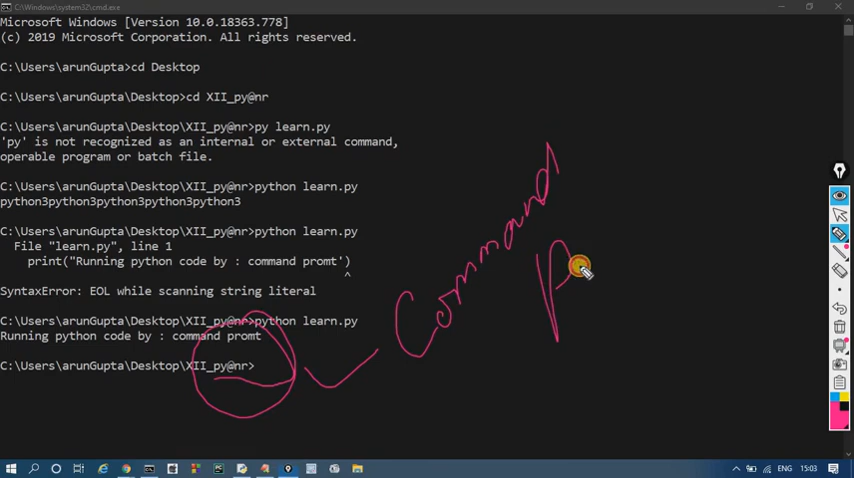 C:\Windows\system32\cmd.exe
Microsoft Windows [Version 10.0.18363.778]
(c) 2019 Microsoft Corporation. All rights reserved.
C:\Users\arunGupta>cd Desktop
C:\Users\arunGupta\Desktop>cd XII_py@nr
C:\Users\arunGupta\Desktop\XII_py@nr>py learn.py
'py' is not recognized as an internal or external command,
operable program or batch file.
C:\Users\arunGupta\Desktop\XII_py@nr>python learn.py
python3python3python3python3python3
C:\Users\arunGupta\Desktop\XII_py@nr>python learn.py
File "learn.py", line 1
print("Running python code by : command promt')
^
SyntaxError: EOL while scanning string literal
C:\Users\arunGupta\Desktop\XII_py@nr>python learn.py
Running python code by : command promt
C:\Users\arunGupta\Desktop\XII_py@nr>
Command
P
ENG 15:03